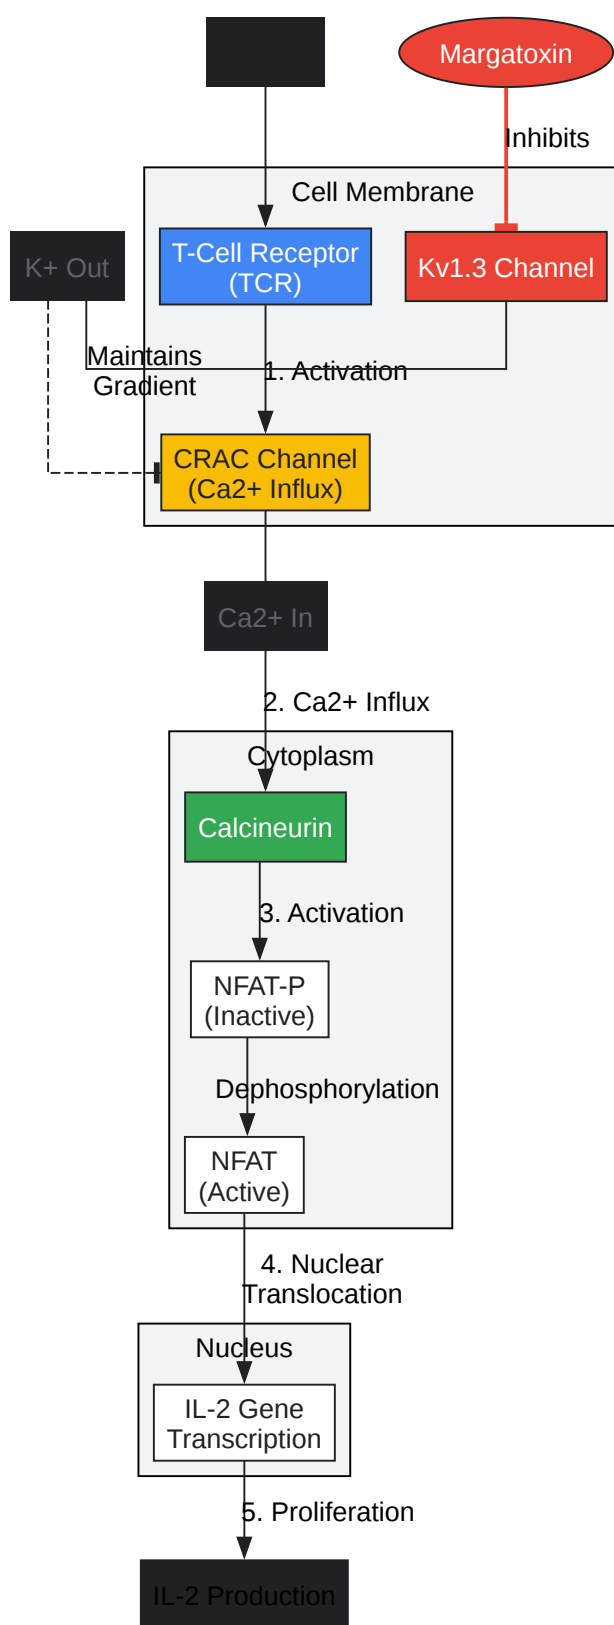 Margatoxin
Inhibits
Cell Membrane
K+ Out
T-Cell Receptor
(TCR)
Kv1.3 Channel
Maintains
Gradient
1. Activation
CRAC Channel
(Ca2+ Influx)
Ca2+ In
2. Ca2+ Influx
Cytoplasm
Calcineurin
3. Activation
NFAT-P
(Inactive)
Dephosphorylation
NFAT
(Active)
4. Nuclear
Translocation
Nucleus
IL-2 Gene
Transcription
5. Proliferation
IL-2 Production